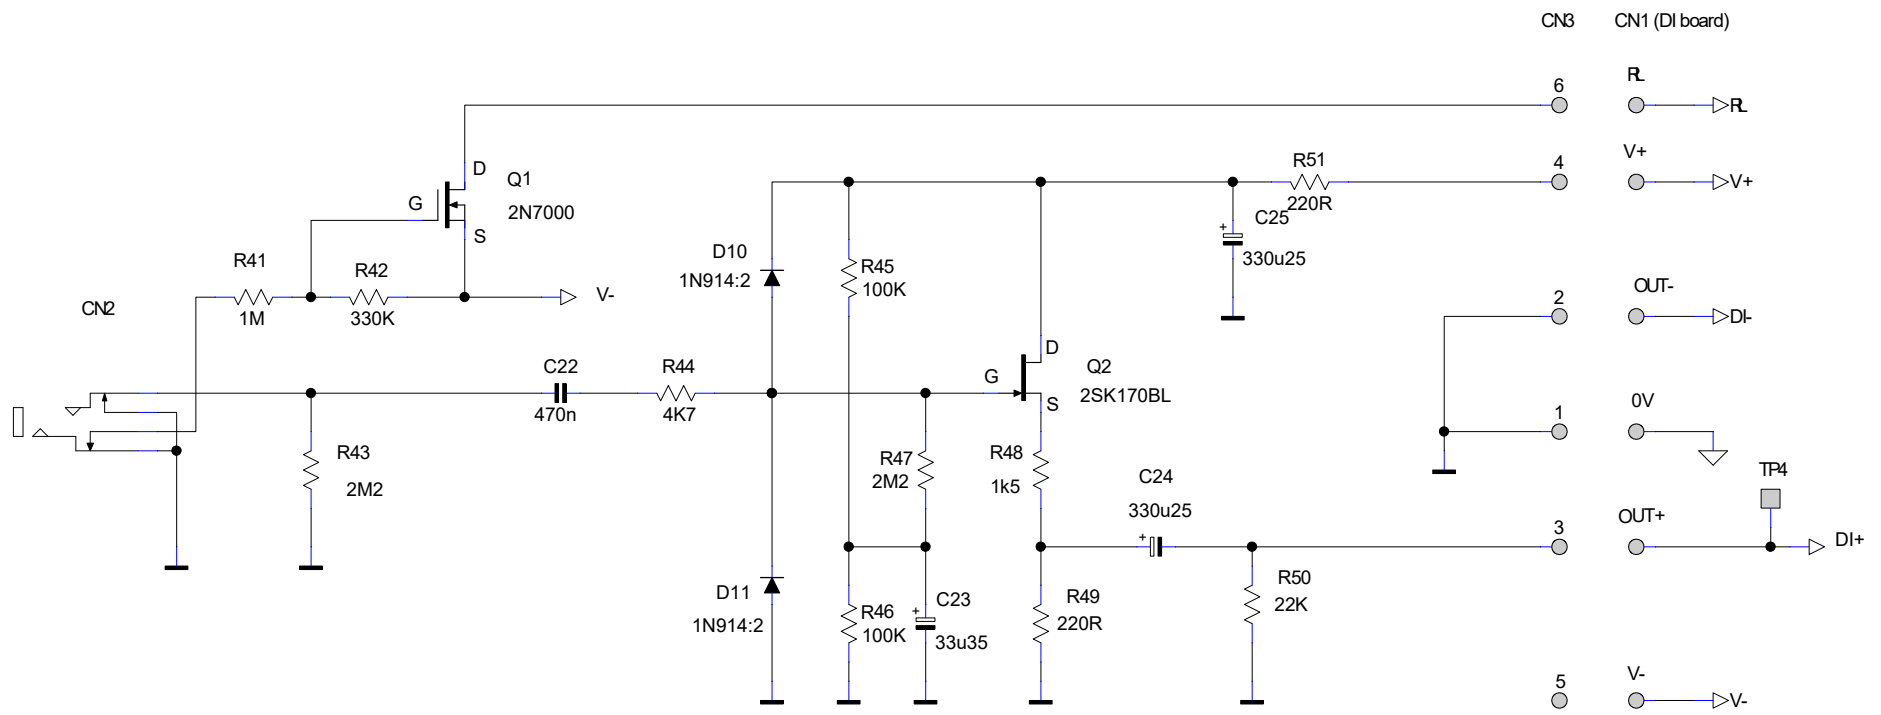 CN3 CN1 (DI board)
6 RL
RL
D
Q1
G
2N7000
S
R51
220R
4 V+
V+
C25
+
330u25
D10
1N914:2
R45
100K
R41
1M
R42
330K
V-
CN2
2 OUT-
DI-
C22
470n
R44
4K7
D
G
S
Q2
2SK170BL
1 0V
R43
2M2
R47
2M2
R48
1k5
C24
330u25
+
TP4
3 OUT+
DI+
D11
1N914:2
R46
100K
C23
+
33u35
R49
220R
R50
22K
5 V-
V-